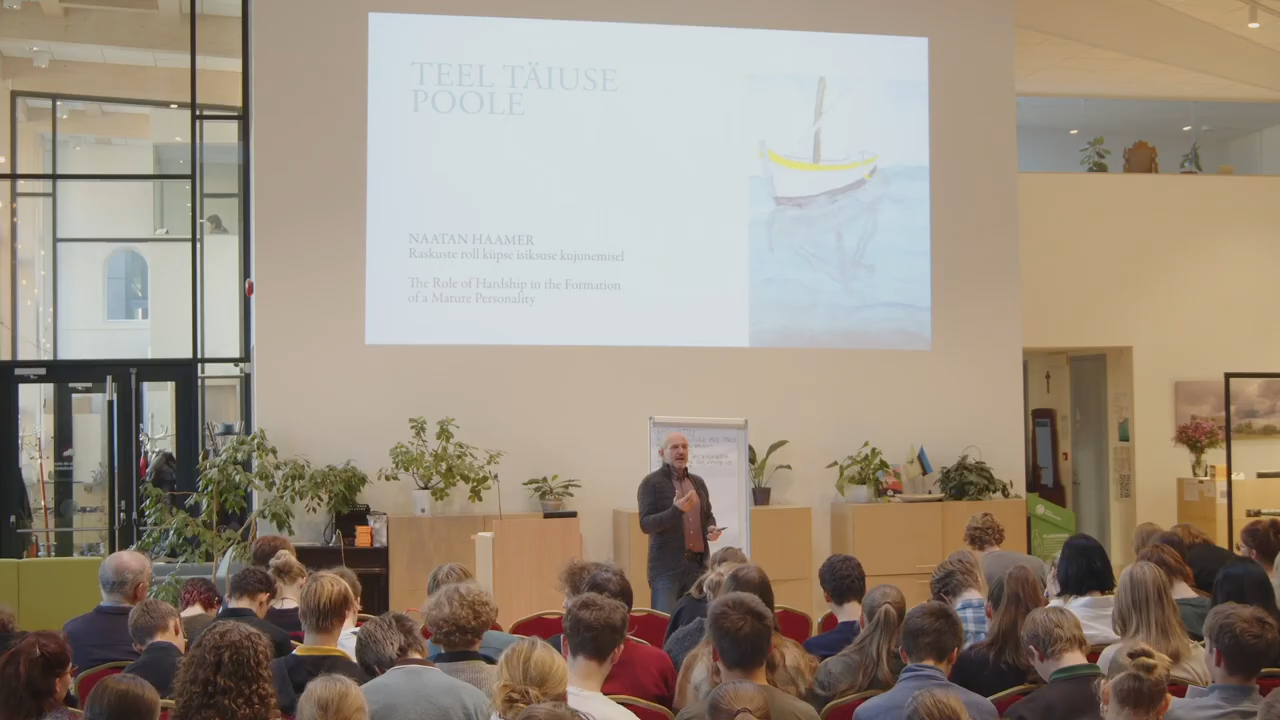 TEEL TÄIUSE
POOLE
NAATAN HAAMER
Raskuste roll küpse isiksuse kujunemisel
The Role of Hardship in the Formation
of a Mature Personality